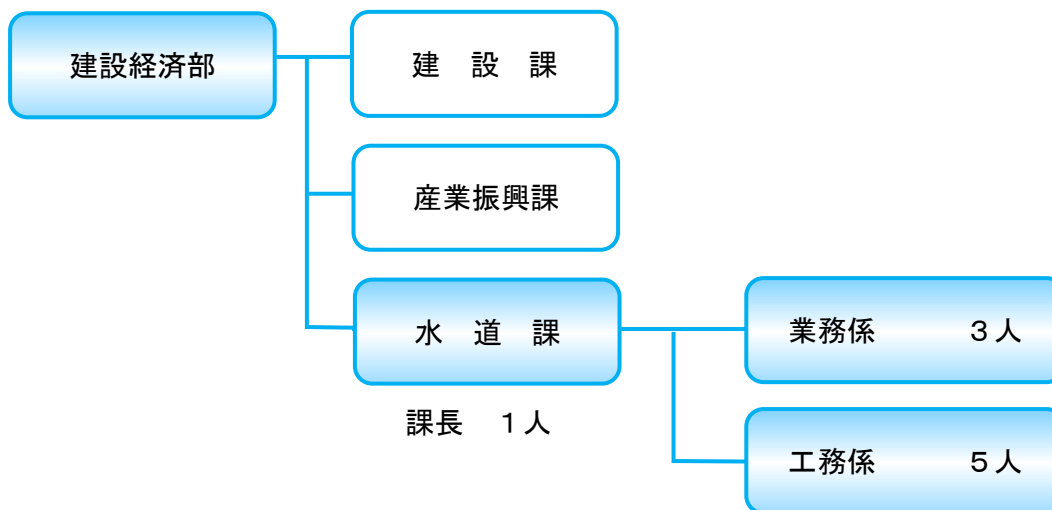 建設経済部
建　設　課
産業振興課
水　道　課
課長　１人
業務係　　　３人
工務係　　　５人